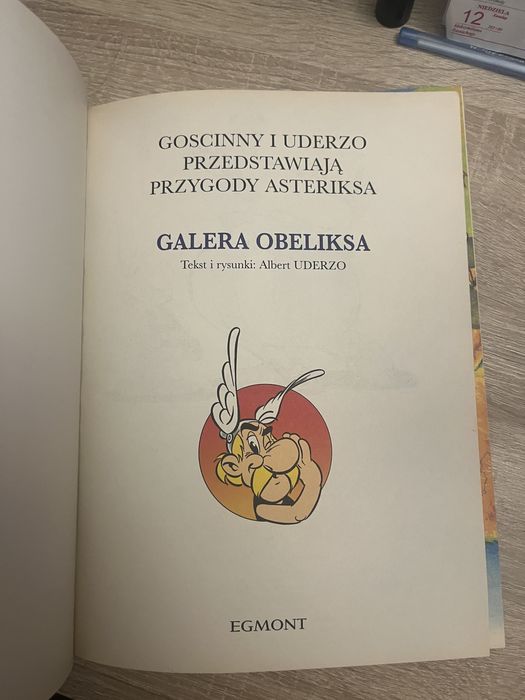 NIEDZIELA
12
GOSCINNY I UDERZO
PRZEDSTAWIAJĄ
PRZYGODY ASTERIKSA
GALERA OBELIKSA
Tekst i rysunki: Albert UDERZO
EGMONT